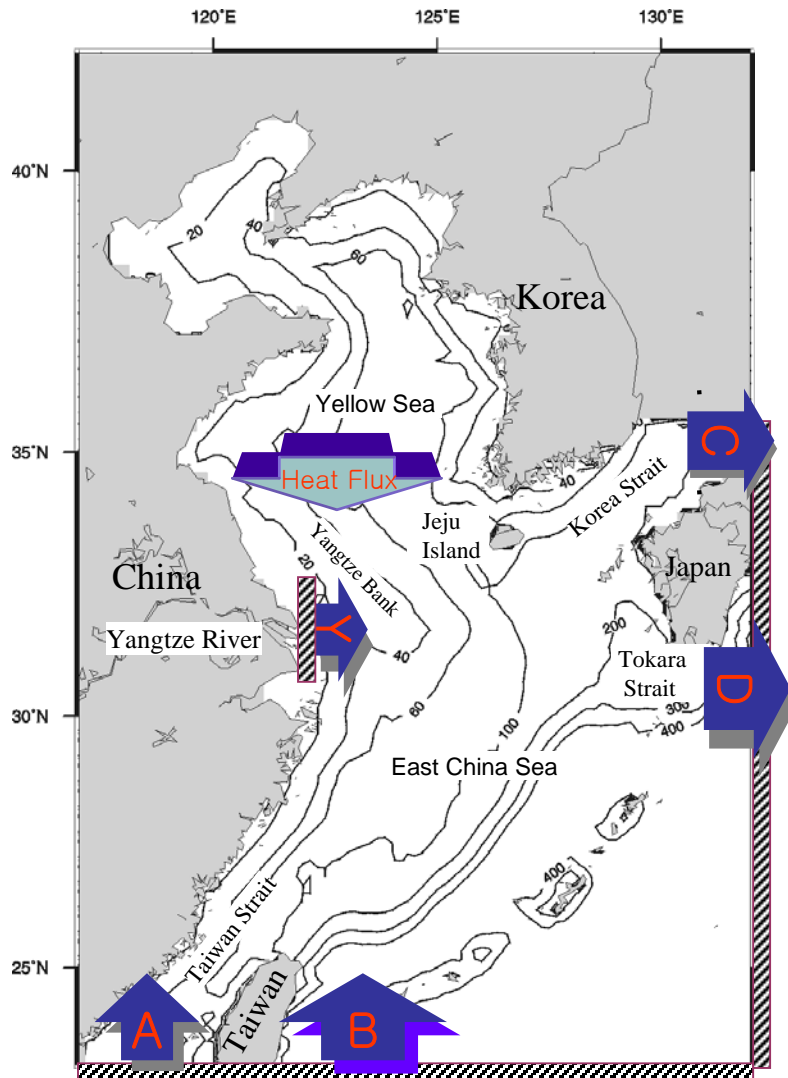 120°E 125°E 130°E
40°N
20
40
60
Korea
Yellow Sea
35°N
C
Heat Flux
40
Korea Strait
Jeju
Island
Yangtze Bank
20
China
Japan
Yangtze River
Y
200
40
Tokara
Strait
D
30°N
60
100
300
400
East China Sea
400
Taiwan Strait
25°N
Taiwan
A
B